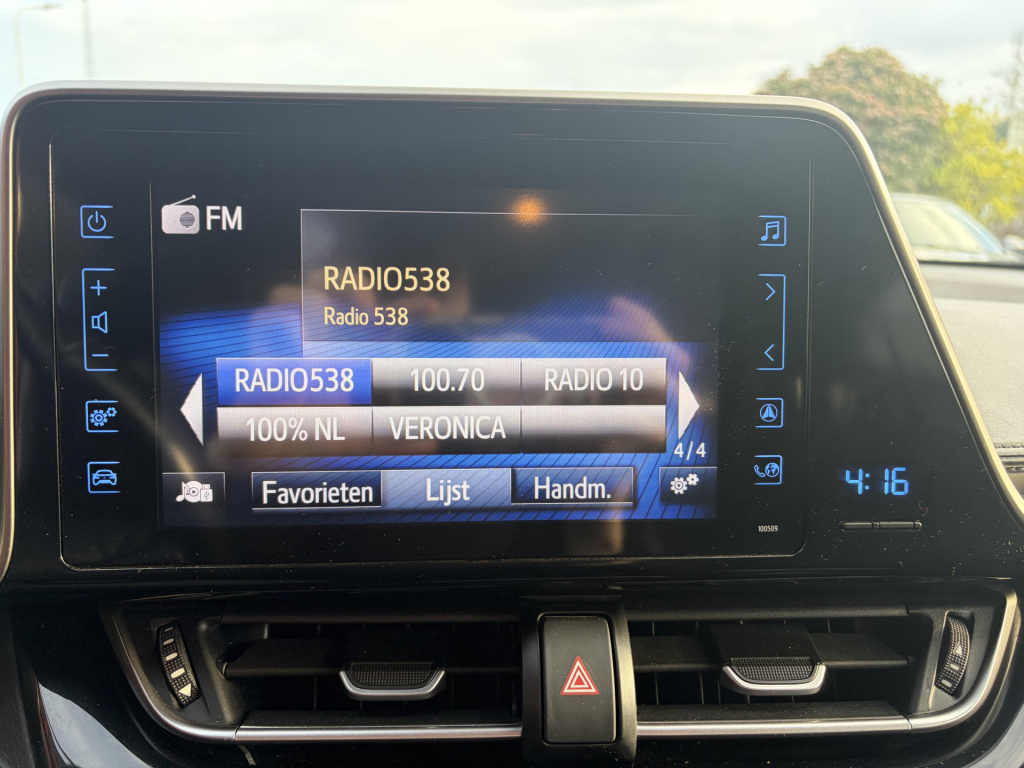 FM
RADIO538
Radio 538
RADIO538 100.70 RADIO 10
100% NL VERONICA
4/4
Favorieten Lijst Handm.
100509
4:16